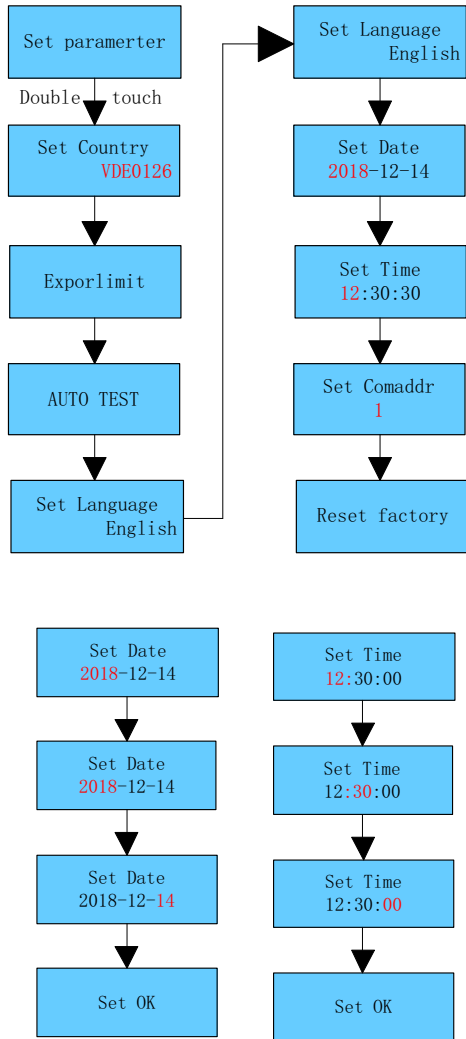 Set paramerter
Double touch
Set Country
VDE0126
Exporlimit
AUTO TEST
Set Language
English
Set Language
English
Set Date
2018-12-14
Set Time
12:30:30
Set Comaddr
1
Reset factory
Set Date
2018-12-14
Set Date
2018-12-14
Set Date
2018-12-14
Set OK
Set Time
12:30:00
Set Time
12:30:00
Set Time
12:30:00
Set OK